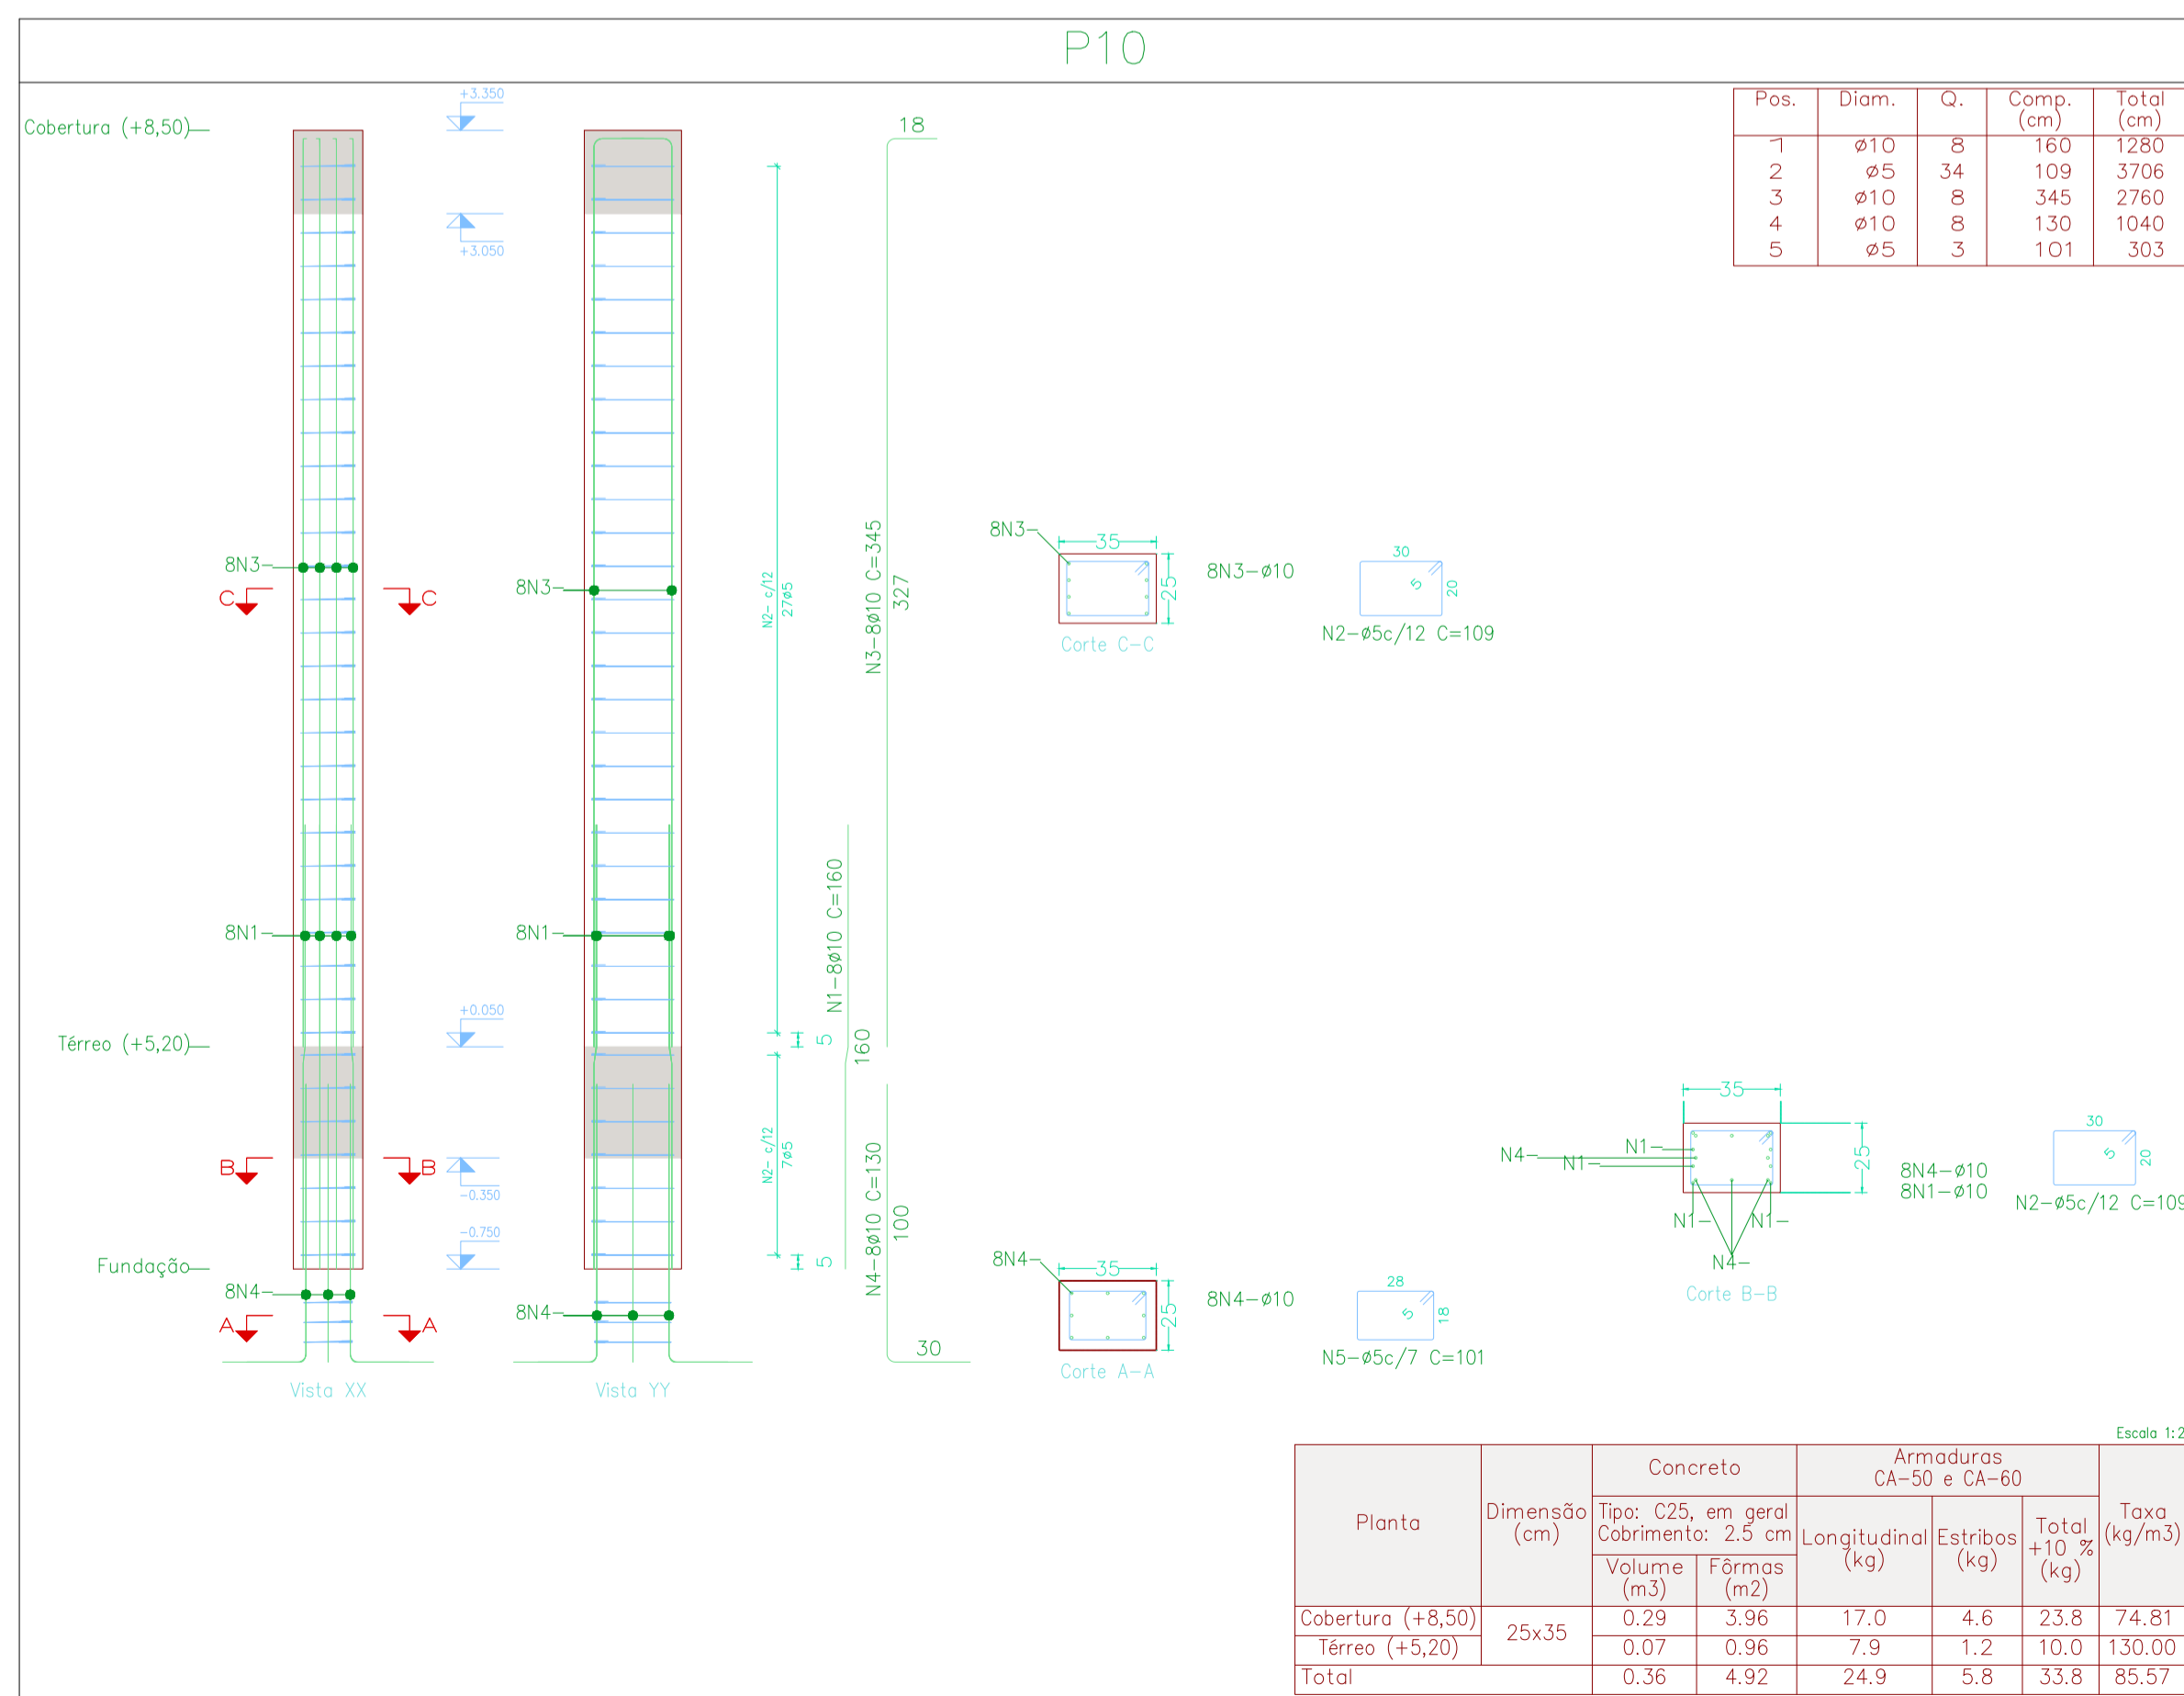 P10
Pos. Diam. Q. Comp. (cm) Total (cm)
1 ø10 8 160 1280
2 ø5 34 109 3706
3 ø10 8 345 2760
4 ø10 8 130 1040
5 ø5 3 101 303
Cobertura (+8,50)
+3.350
+3.050
18
8N3
C C
8N3
N2- c/12
27ø5
N3-8ø10 C=345
327
8N3
35
25
Corte C-C
8N3-ø10
30
5
20
N2-ø5c/12 C=109
8N1
8N1
N1-8ø10 C=160
160
Térreo (+5,20)
+0.050
5
N2- c/12
7ø5
B B
-0.350
-0.750
Fundação
5
N4-8ø10 C=130
100
30
8N4
8N4
A A
Vista XX
Vista YY
8N4
35
25
Corte A-A
8N4-ø10
28
5
18
N5-ø5c/7 C=101
35
25
N1
N4
N1
N1
N1
N4
Corte B-B
8N4-ø10
8N1-ø10
30
5
20
N2-ø5c/12 C=109
Escala 1:2
Planta
Dimensão (cm)
Concreto
Tipo: C25, em geral
Cobrimento: 2.5 cm
Volume (m3)
Fôrmas (m2)
Armaduras
CA-50 e CA-60
Longitudinal (kg)
Estribos (kg)
Total +10 % (kg)
Taxa (kg/m3)
Cobertura (+8,50) 25x35 0.29 3.96 17.0 4.6 23.8 74.81
Térreo (+5,20) 0.07 0.96 7.9 1.2 10.0 130.00
Total 0.36 4.92 24.9 5.8 33.8 85.57